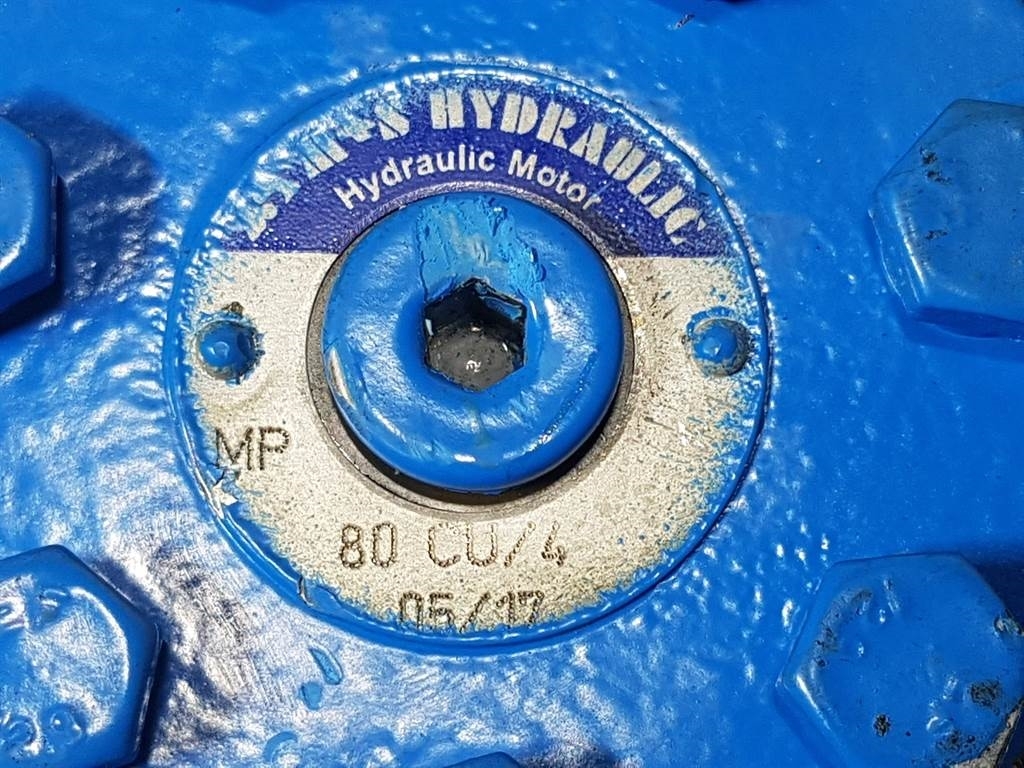 HYDRAULIC
Hydraulic Motor
MP
80 CU/4
05/17